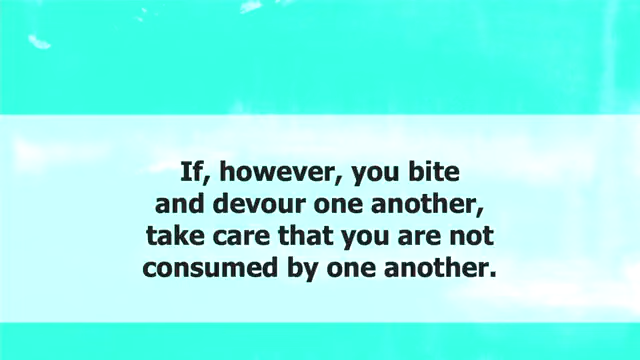 If, however, you bite
and devour one another,
take care that you are not
consumed by one another.